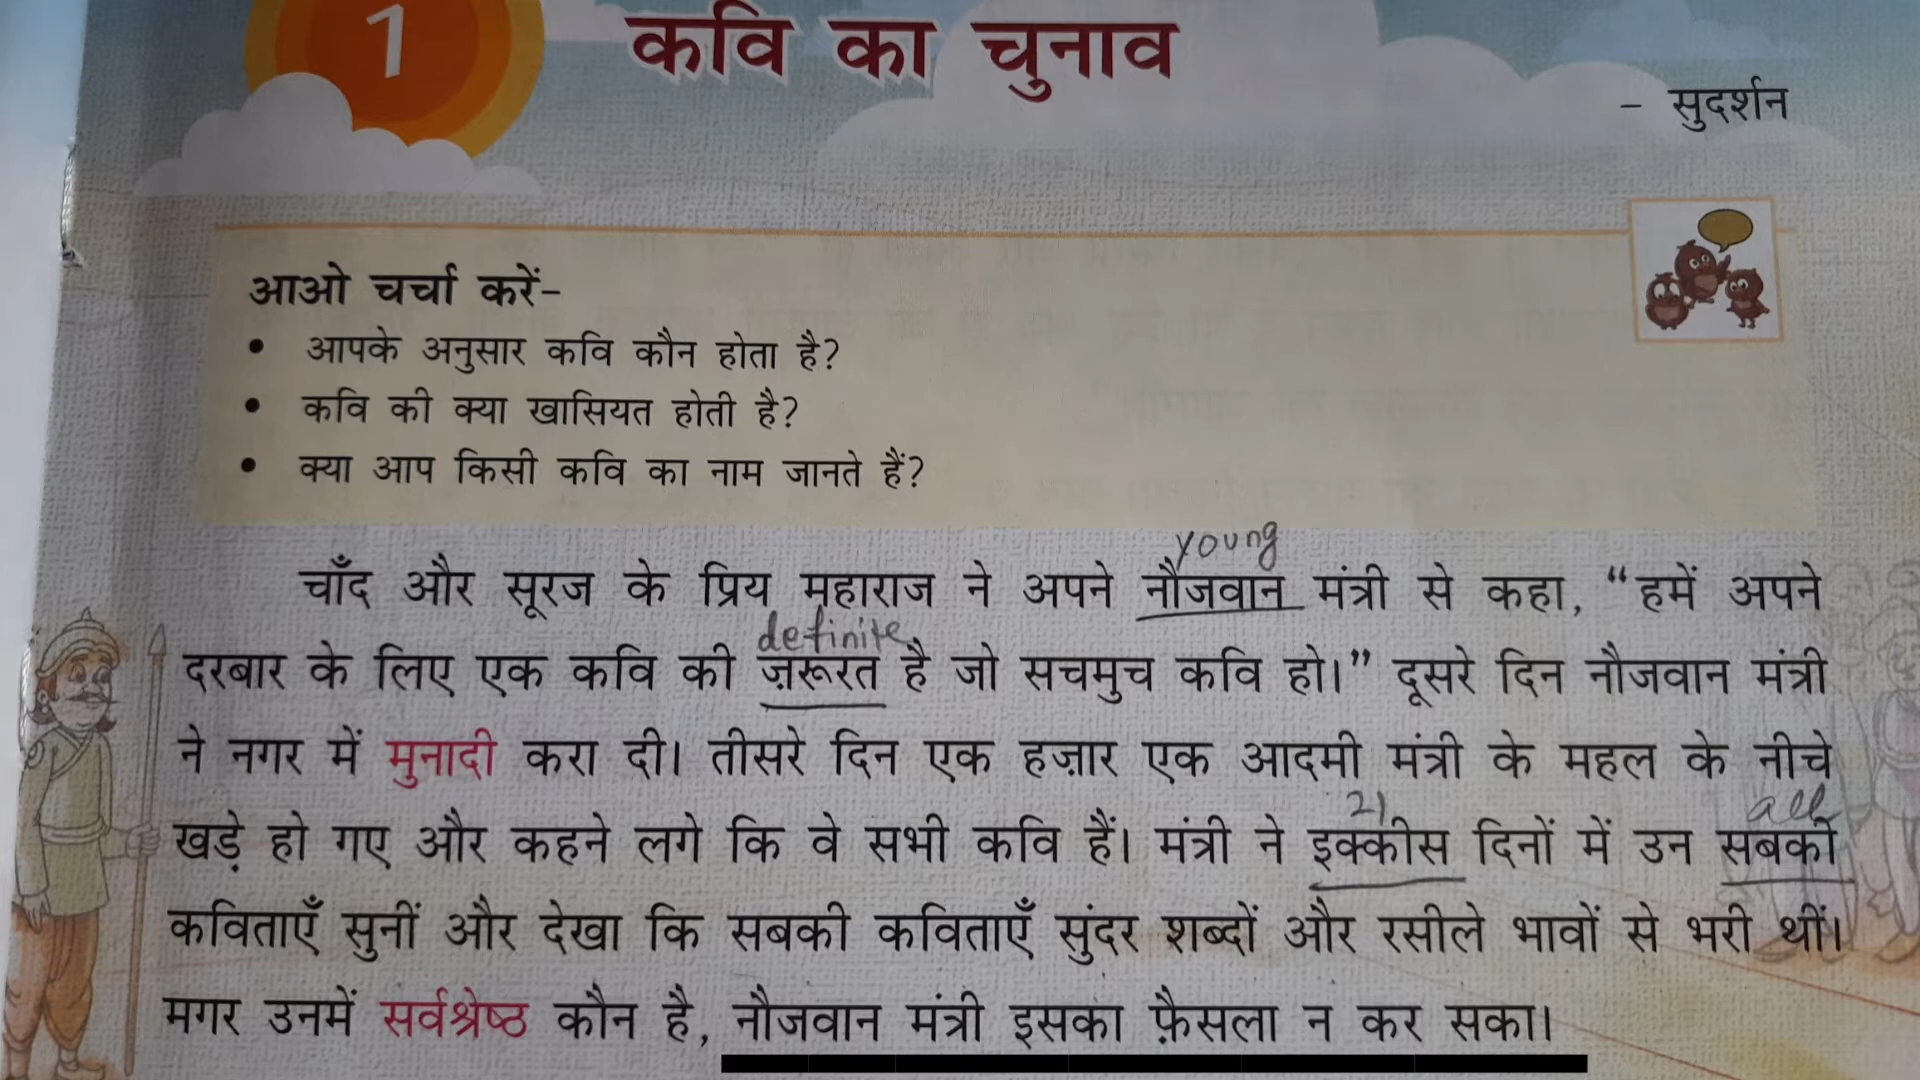 1
कवि का चुनाव
– सुदर्शन
आओ चर्चा करें-
• आपके अनुसार कवि कौन होता है?
• कवि की क्या खासियत होती है?
• क्या आप किसी कवि का नाम जानते हैं?
young
चाँद और सूरज के प्रिय महाराज ने अपने नौजवान मंत्री से कहा, “हमें अपने
definite
दरबार के लिए एक कवि की ज़रूरत है जो सचमुच कवि हो।” दूसरे दिन नौजवान मंत्री
ने नगर में मुनादी करा दी। तीसरे दिन एक हज़ार एक आदमी मंत्री के महल के नीचे
21 all
खड़े हो गए और कहने लगे कि वे सभी कवि हैं। मंत्री ने इक्कीस दिनों में उन सबकी
कविताएँ सुनीं और देखा कि सबकी कविताएँ सुंदर शब्दों और रसीले भावों से भरी थीं।
मगर उनमें सर्वश्रेष्ठ कौन है, नौजवान मंत्री इसका फ़ैसला न कर सका।